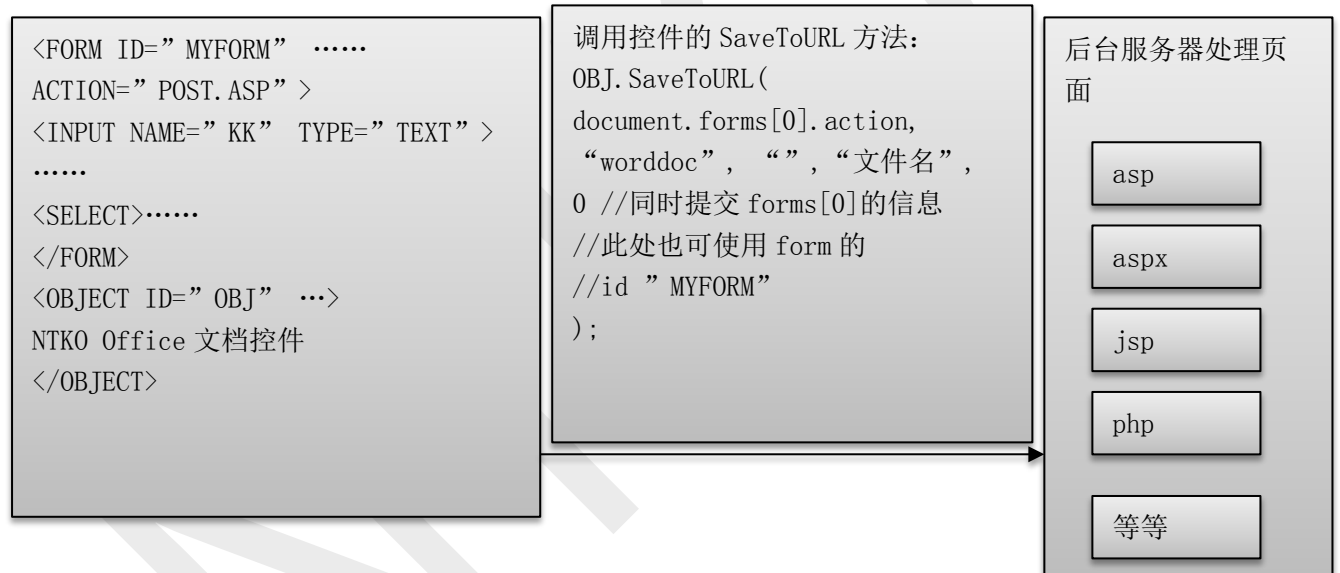 <FORM ID=” MYFORM” ……
ACTION=” POST.ASP” >
<INPUT NAME=” KK” TYPE=” TEXT” >
……
<SELECT>……
</FORM>
<OBJECT ID=” OBJ” …>
NTKO Office 文档控件
</OBJECT>
调用控件的 SaveToURL 方法：
OBJ.SaveToURL(
document.forms[0].action,
“worddoc”, “”,“文件名”,
0 //同时提交 forms[0]的信息
//此处也可使用 form 的
//id ” MYFORM”
);
后台服务器处理页
面
asp
aspx
jsp
php
等等